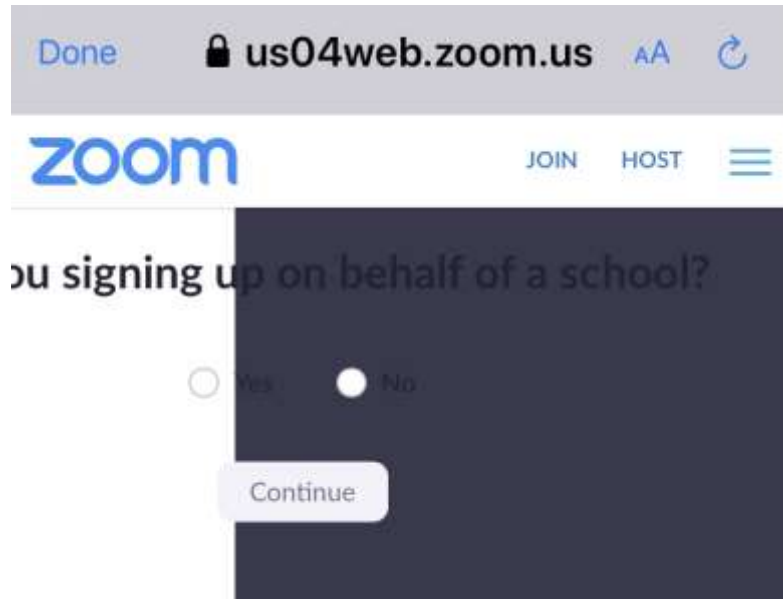 Done us04web.zoom.us AA
zoom JOIN HOST
ou signing up on behalf of a school?
Yes No
Continue